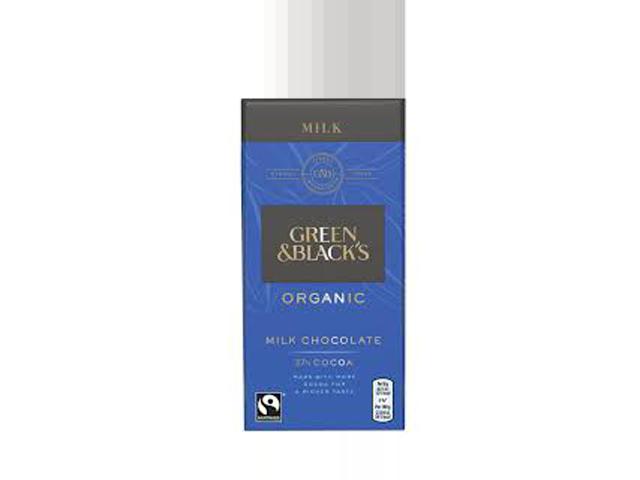 MILK
GREEN
&BLACK'S
ORGANIC
MILK CHOCOLATE
37% COCOA
MADE WITH MORE
COCOA FOR
A RICHER TASTE